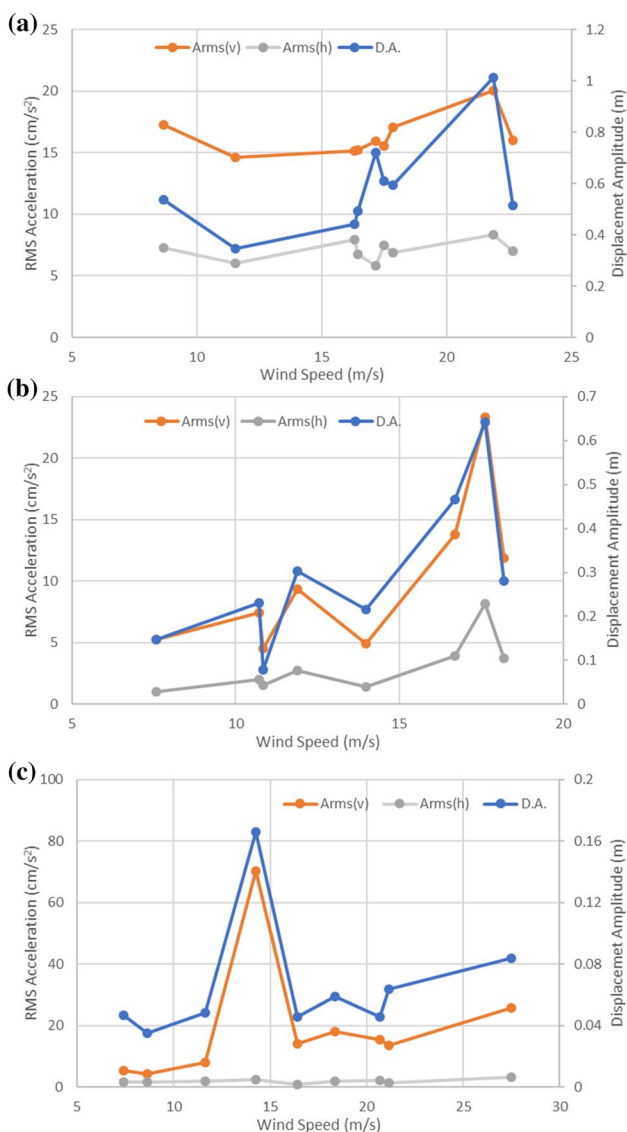 (a)
25
1.2
Arms(v) Arms(h) D.A.
20
1
15
0.8
0.6
10
0.4
5
0.2
0
0
RMS Acceleration (cm/s²)
Displacemet Amplitude (m)
5 10 15 20 25
Wind Speed (m/s)
(b)
25
0.7
Arms(v) Arms(h) D.A.
20
0.6
0.5
15
0.4
10
0.3
0.2
5
0.1
0
0
RMS Acceleration (cm/s²)
Displacement Amplitude (m)
5 10 15 20
Wind Speed (m/s)
(c)
100
0.2
Arms(v) Arms(h) D.A.
80
0.16
60
0.12
40
0.08
20
0.04
0
0
RMS Acceleration (cm/s²)
Displacemet Amplitude (m)
5 10 15 20 25 30
Wind Speed (m/s)